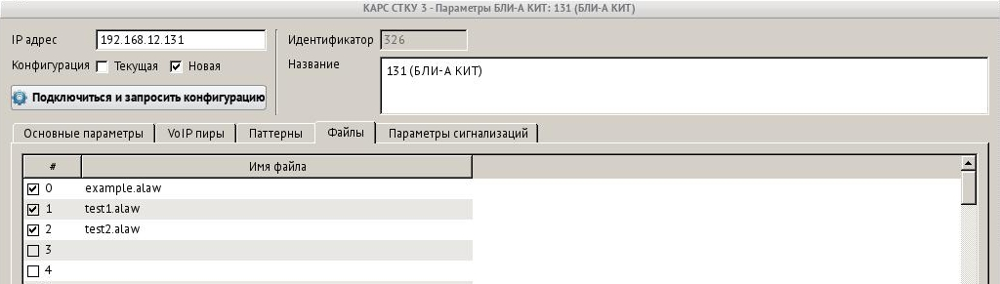 КАРС СТКУ 3 - Параметры БЛИ-А КИТ: 131 (БЛИ-А КИТ)
IP адрес 192.168.12.131 Идентификатор 326
Конфигурация Текущая Новая Название 131 (БЛИ-А КИТ)
Подключиться и запросить конфигурацию
Основные параметры VoIP пиры Паттерны Файлы Параметры сигнализаций
# Имя файла
0 example.alaw
1 test1.alaw
2 test2.alaw
3
4